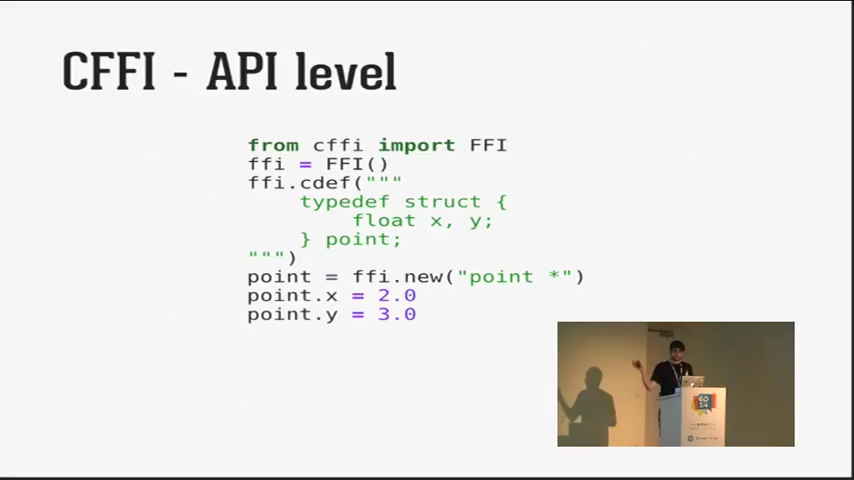 CFFI - API level
from cffi import FFI
ffi = FFI()
ffi.cdef("""
    typedef struct {
        float x, y;
    } point;
""")
point = ffi.new("point *")
point.x = 2.0
point.y = 3.0